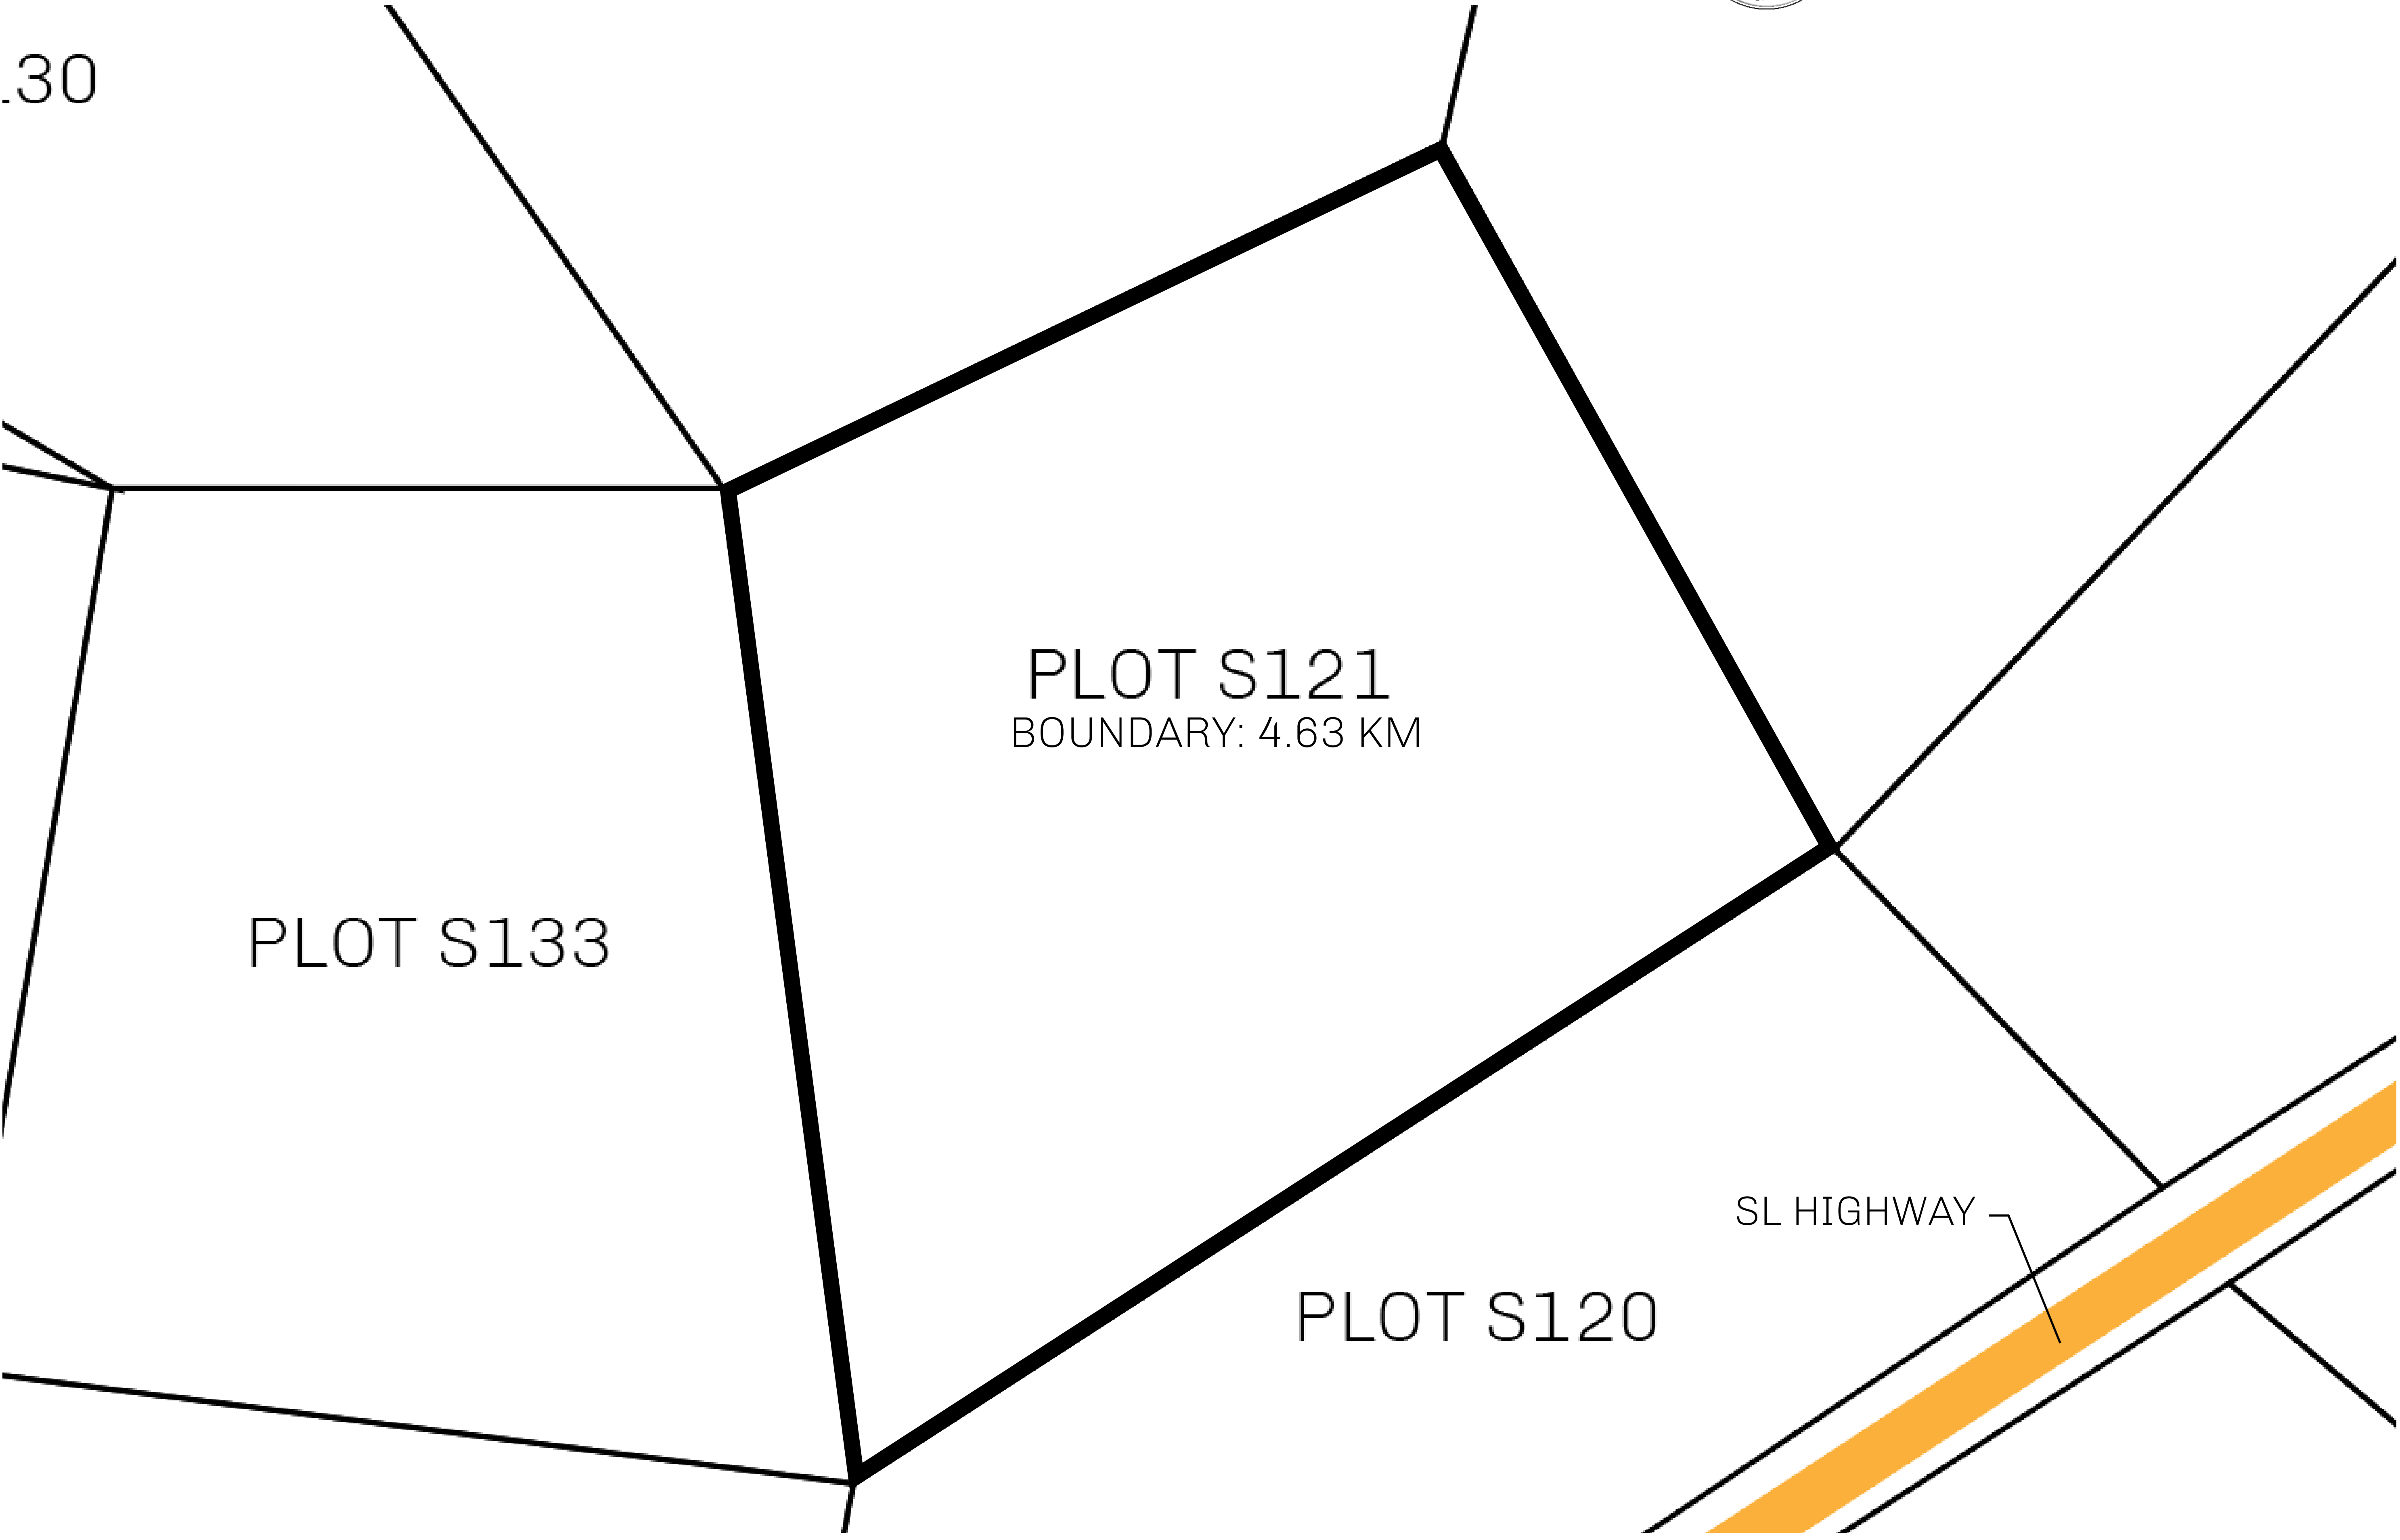 .30
PLOT S121
BOUNDARY: 4.63 KM
PLOT S133
SL HIGHWAY
PLOT S120